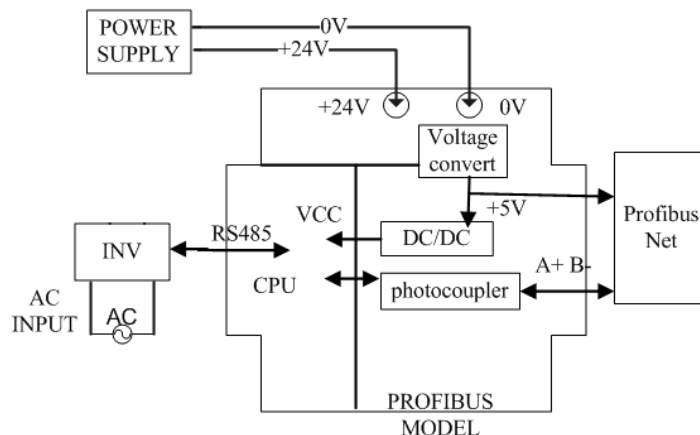 POWER
SUPPLY
0V
+24V
+24V
0V
Voltage
convert
+5V
VCC
DC/DC
Profibus
Net
RS485
INV
CPU
photocoupler
A+ B-
AC
INPUT
AC
PROFIBUS
MODEL